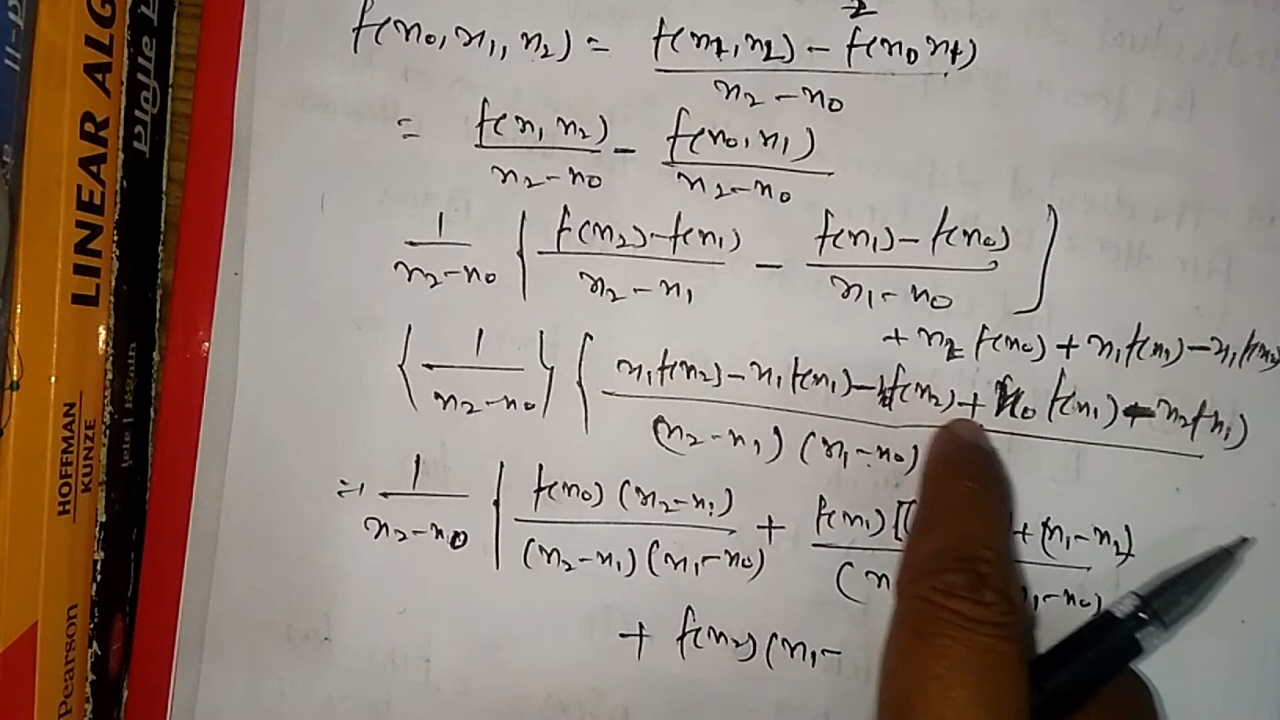 f(x₀, x₁, x₂) = f(x₁, x₂) - f(x₀ x₁) / x₂ - x₀
= f(x₁ x₂) / x₂ - x₀ - f(x₀, x₁) / x₂ - x₀
1 / x₂ - x₀ { f(x₂) - f(x₁) / x₂ - x₁ - f(x₁) - f(x₀) / x₁ - x₀ }
+ x₂ f(x₀) + x₁ f(x₁) - x₁ f(x₀)
{ 1 / x₂ - x₀ } { x₁ f(x₂) - x₁ f(x₁) - f(x₂) + x₀ f(x₁) - x₂ f(x₁) / (x₂ - x₁) (x₁ - x₀)
= 1 / x₂ - x₀ { f(x₀) (x₂ - x₁) / (x₂ - x₁) (x₁ - x₀) + f(x₁) [( + (x₁ - x₂) / (x x₁ - x₀)
+ f(x₂) (x₁ -
LINEAR ALG
HOFFMAN
KUNZE
Pearson